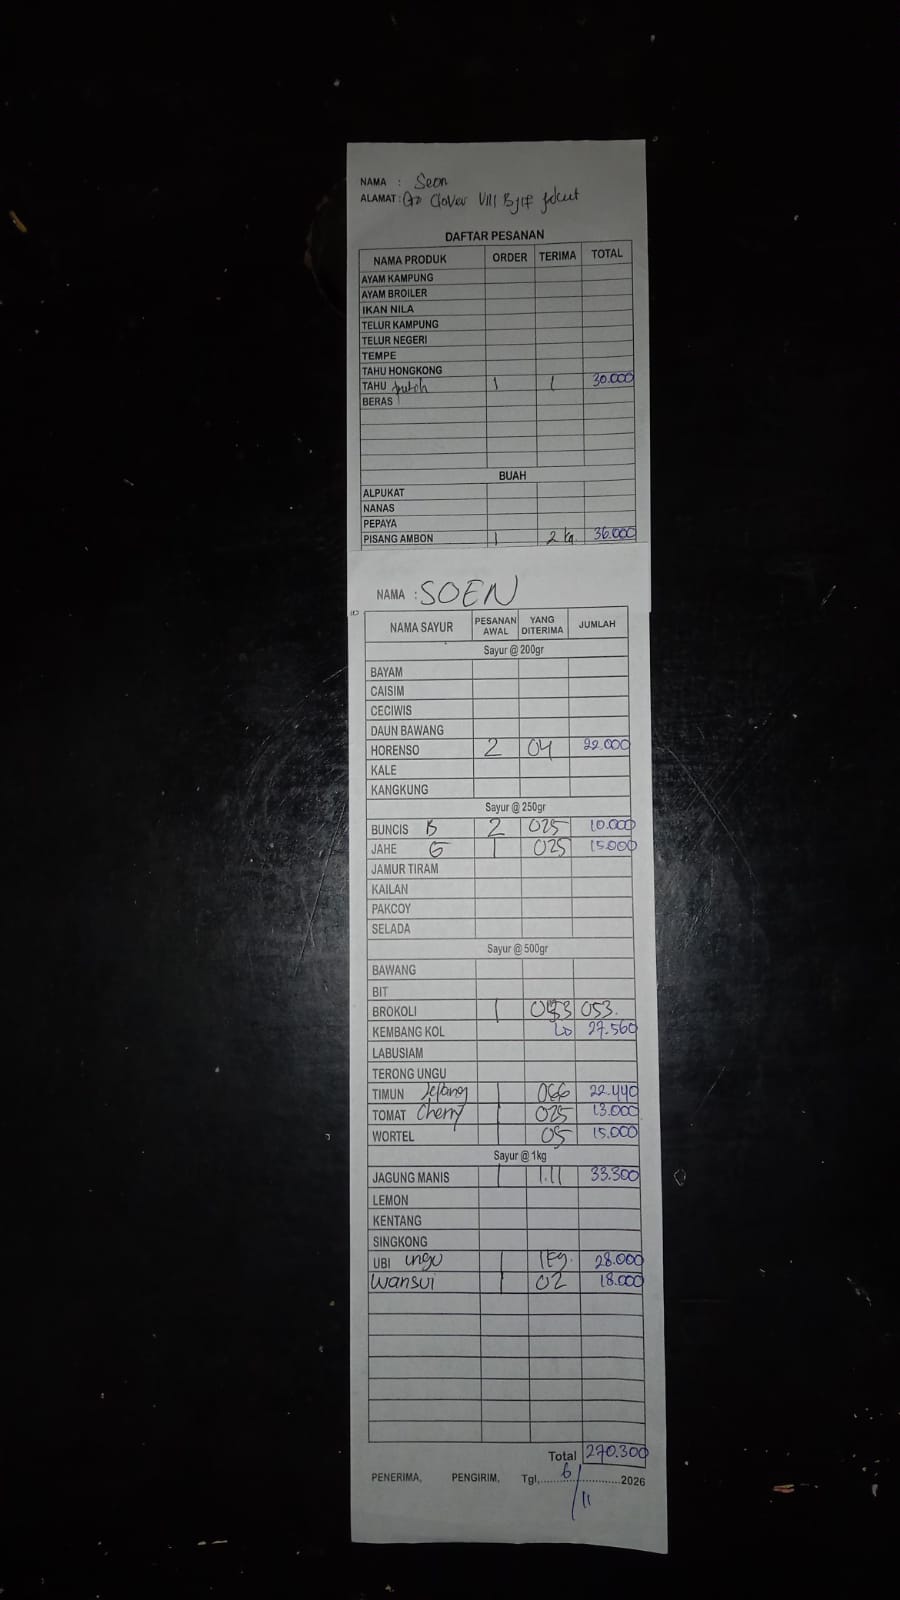 NAMA : Seon
ALAMAT : Clover VIII
DAFTAR PESANAN
NAMA PRODUK ORDER TERIMA TOTAL
AYAM KAMPUNG
AYAM BROILER
IKAN NILA
TELUR KAMPUNG
TELUR NEGERI
TEMPE
TAHU HONGKONG
TAHU putih 1 1 30.000
BERAS
BUAH
ALPUKAT
NANAS
PEPAYA
PISANG AMBON 1 2 kg. 36.000
NAMA : SOEN
NAMA SAYUR PESANAN AWAL YANG DITERIMA JUMLAH
Sayur @ 200gr
BAYAM
CAISIM
CECIWIS
DAUN BAWANG
HORENSO 2 04 22.000
KALE
KANGKUNG
Sayur @ 250gr
BUNCIS B 2 025 10.000
JAHE G 1 025 15.000
JAMUR TIRAM
KAILAN
PAKCOY
SELADA
Sayur @ 500gr
BAWANG
BIT
BROKOLI 1 053.
KEMBANG KOL 27.560
LABUSIAM
TERONG UNGU
TIMUN Jepang 1 066 22.440
TOMAT Cherry 1 025 13.000
WORTEL 1 05 15.000
Sayur @ 1kg
JAGUNG MANIS 1 1.11 33.300
LEMON
KENTANG
SINGKONG
UBI ungu 1 1kg. 28.000
Wansui 1 02 18.000
Total 270.300
PENERIMA, PENGIRIM, Tgl,.......6/11.......2026